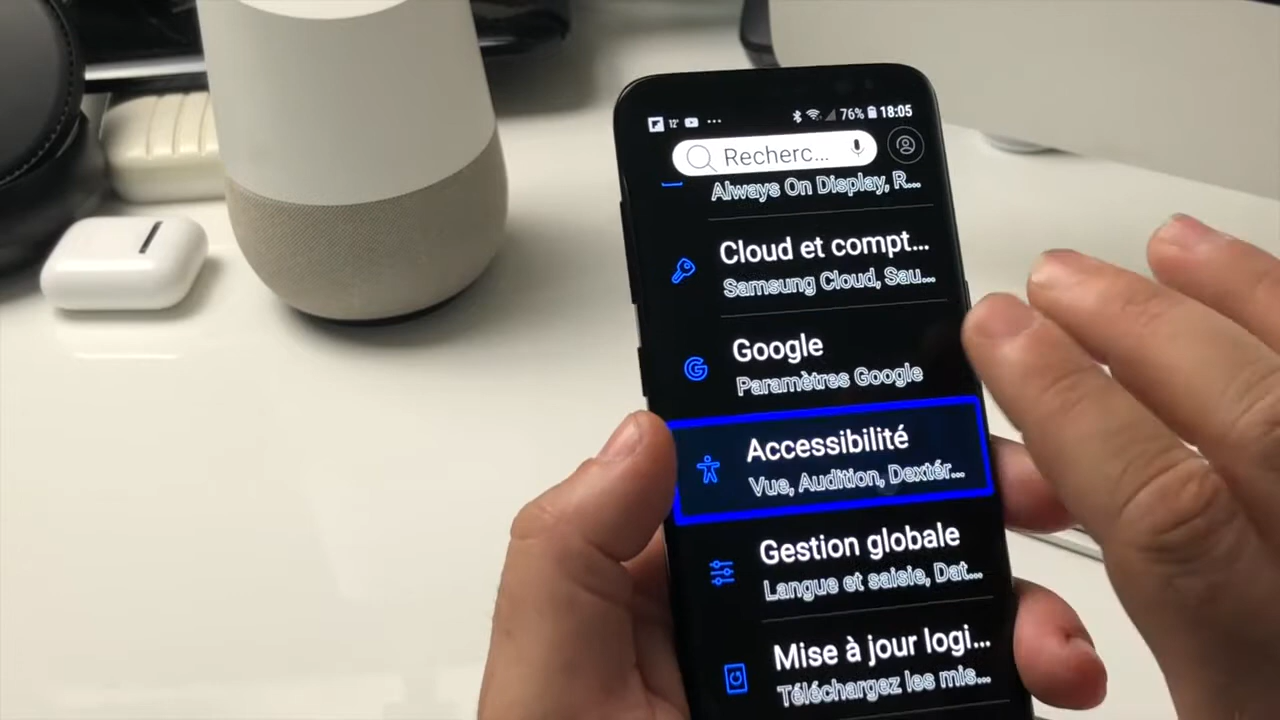 12'
76% 18:05
Recherc...
Always On Display, R...
Cloud et compt...
Samsung Cloud, Sau...
Google
Paramètres Google
Accessibilité
Vue, Audition, Dextér...
Gestion globale
Langue et saisie, Dat...
Mise à jour logi...
Téléchargez les mis...